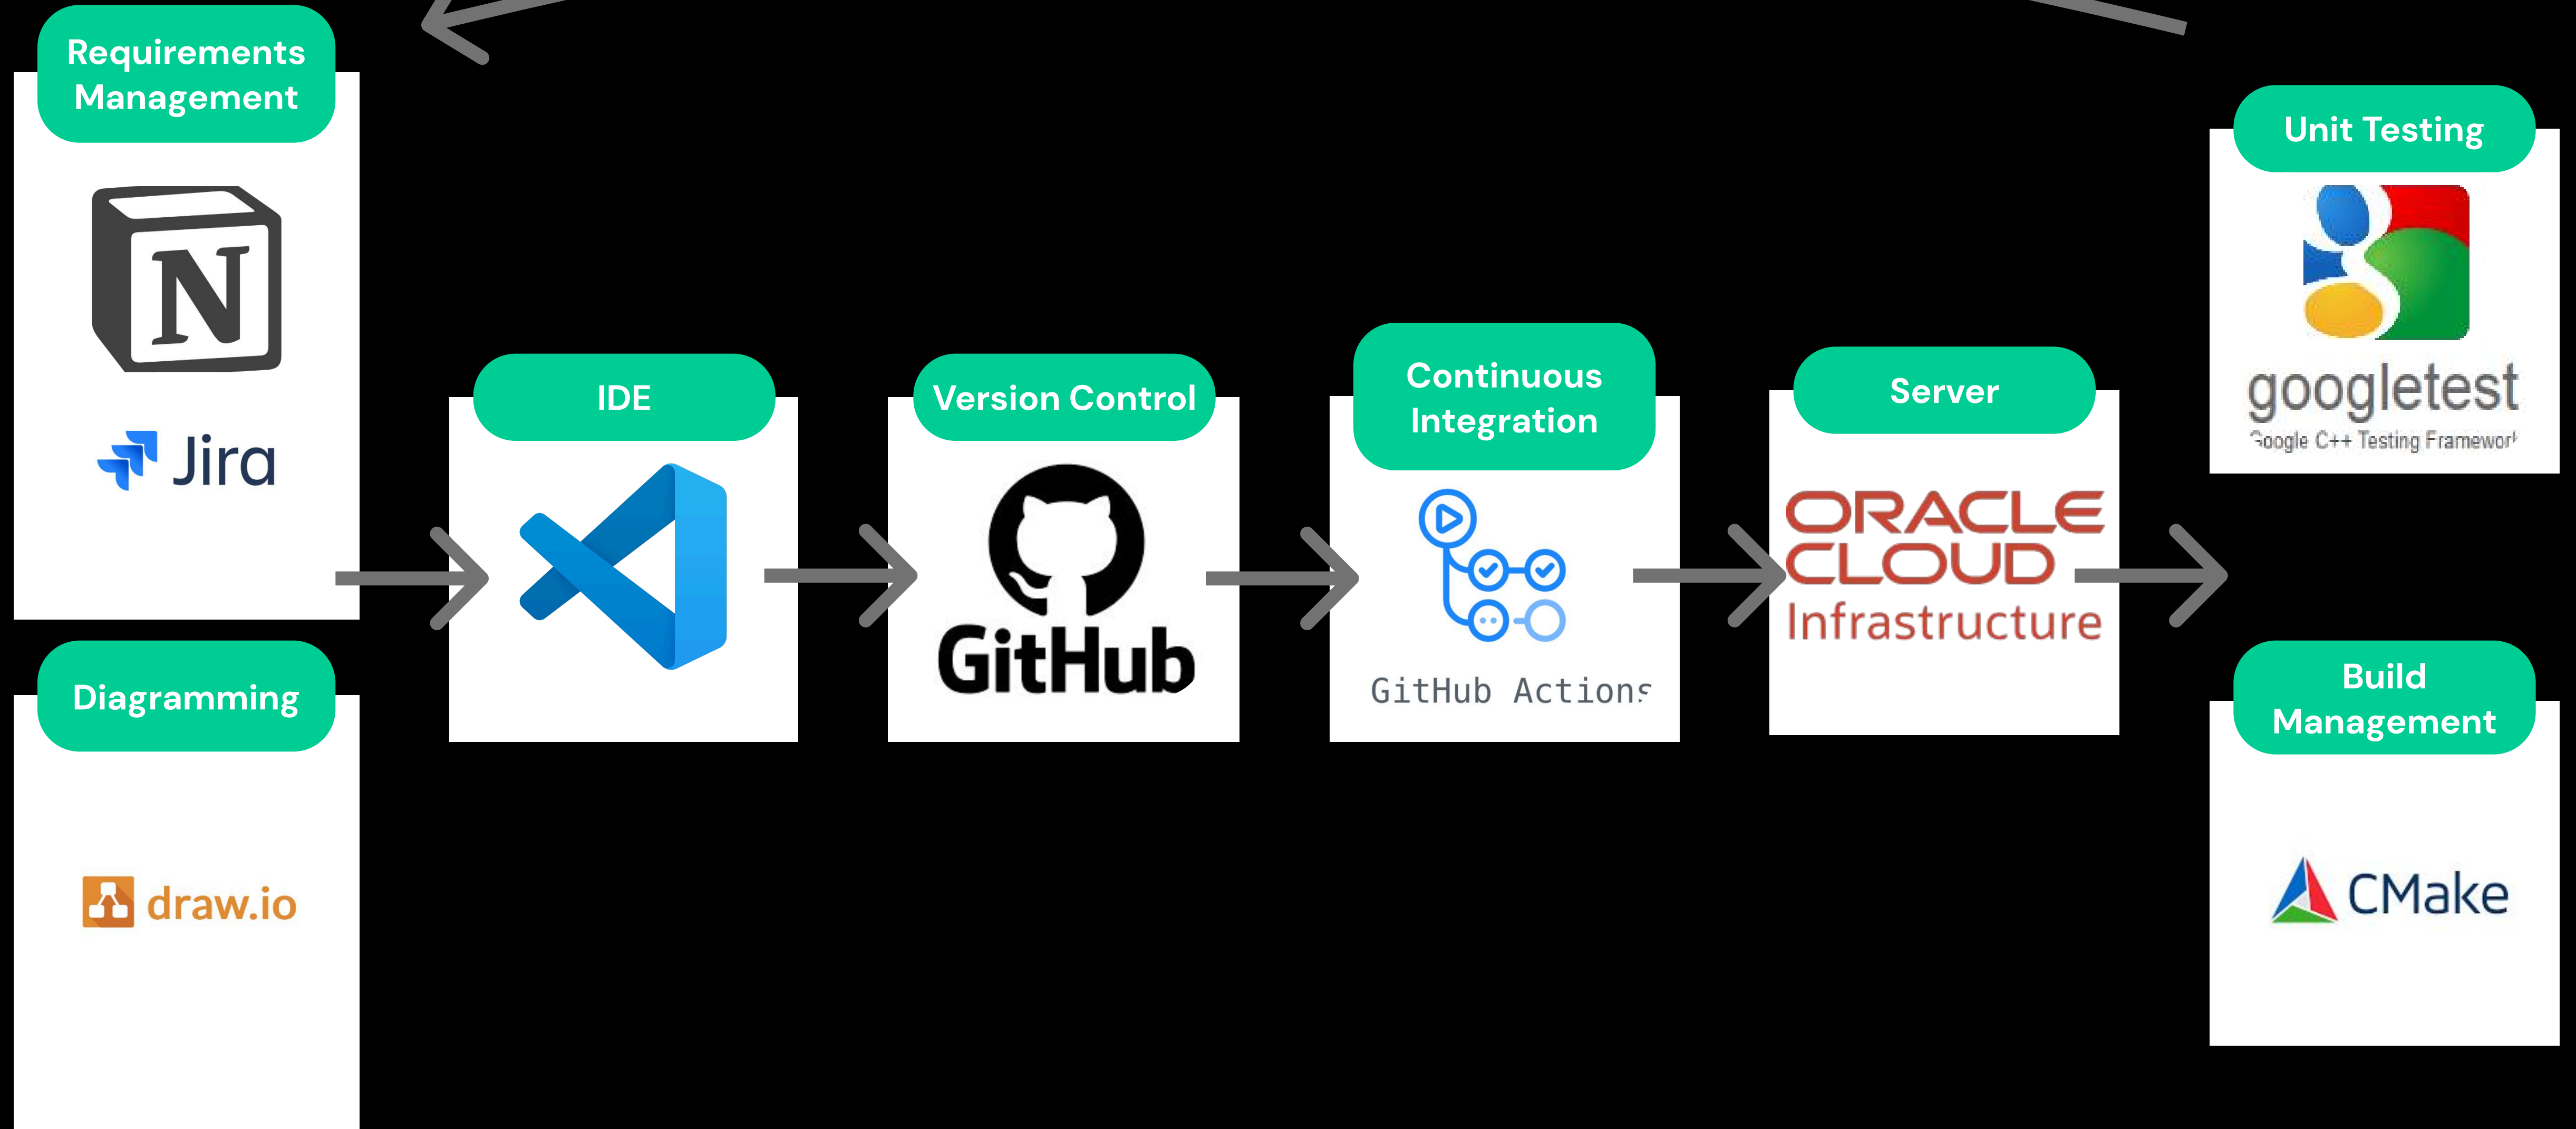 Requirements
Management
N
Jira
Diagramming
draw.io
IDE
Version Control
GitHub
Continuous
Integration
GitHub Actions
Server
ORACLE
CLOUD
Infrastructure
Unit Testing
googletest
Google C++ Testing Framework
Build
Management
CMake